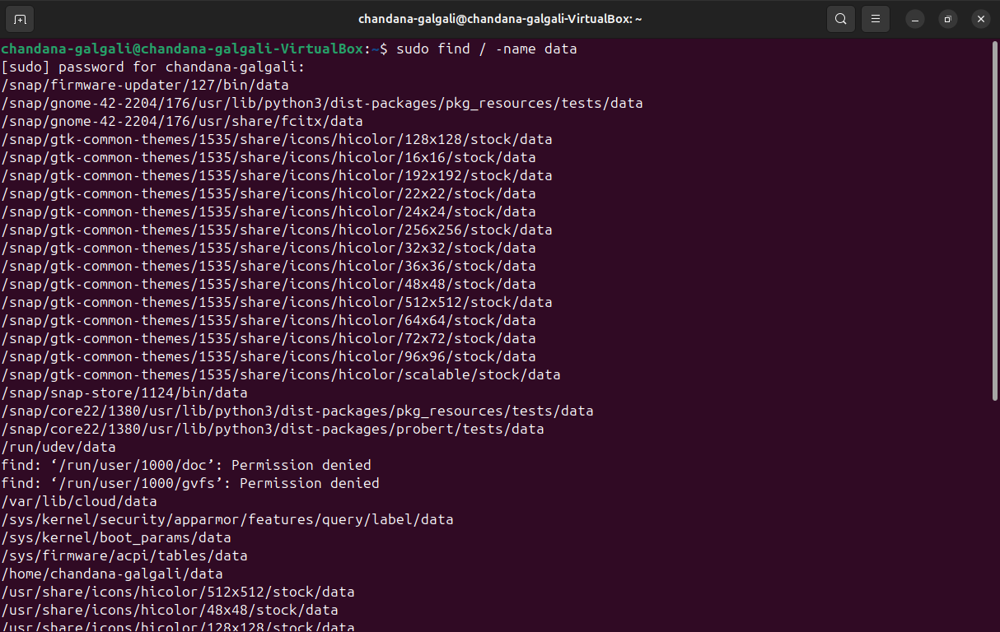 chandana-galgali@chandana-galgali-VirtualBox: ~
chandana-galgali@chandana-galgali-VirtualBox:~$ sudo find / -name data
[sudo] password for chandana-galgali:
/snap/firmware-updater/127/bin/data
/snap/gnome-42-2204/176/usr/lib/python3/dist-packages/pkg_resources/tests/data
/snap/gnome-42-2204/176/usr/share/fcitx/data
/snap/gtk-common-themes/1535/share/icons/hicolor/128x128/stock/data
/snap/gtk-common-themes/1535/share/icons/hicolor/16x16/stock/data
/snap/gtk-common-themes/1535/share/icons/hicolor/192x192/stock/data
/snap/gtk-common-themes/1535/share/icons/hicolor/22x22/stock/data
/snap/gtk-common-themes/1535/share/icons/hicolor/24x24/stock/data
/snap/gtk-common-themes/1535/share/icons/hicolor/256x256/stock/data
/snap/gtk-common-themes/1535/share/icons/hicolor/32x32/stock/data
/snap/gtk-common-themes/1535/share/icons/hicolor/36x36/stock/data
/snap/gtk-common-themes/1535/share/icons/hicolor/48x48/stock/data
/snap/gtk-common-themes/1535/share/icons/hicolor/512x512/stock/data
/snap/gtk-common-themes/1535/share/icons/hicolor/64x64/stock/data
/snap/gtk-common-themes/1535/share/icons/hicolor/72x72/stock/data
/snap/gtk-common-themes/1535/share/icons/hicolor/96x96/stock/data
/snap/gtk-common-themes/1535/share/icons/hicolor/scalable/stock/data
/snap/snap-store/1124/bin/data
/snap/core22/1380/usr/lib/python3/dist-packages/pkg_resources/tests/data
/snap/core22/1380/usr/lib/python3/dist-packages/probert/tests/data
/run/udev/data
find: ‘/run/user/1000/doc’: Permission denied
find: ‘/run/user/1000/gvfs’: Permission denied
/var/lib/cloud/data
/sys/kernel/security/apparmor/features/query/label/data
/sys/kernel/boot_params/data
/sys/firmware/acpi/tables/data
/home/chandana-galgali/data
/usr/share/icons/hicolor/512x512/stock/data
/usr/share/icons/hicolor/48x48/stock/data
/usr/share/icons/hicolor/128x128/stock/data